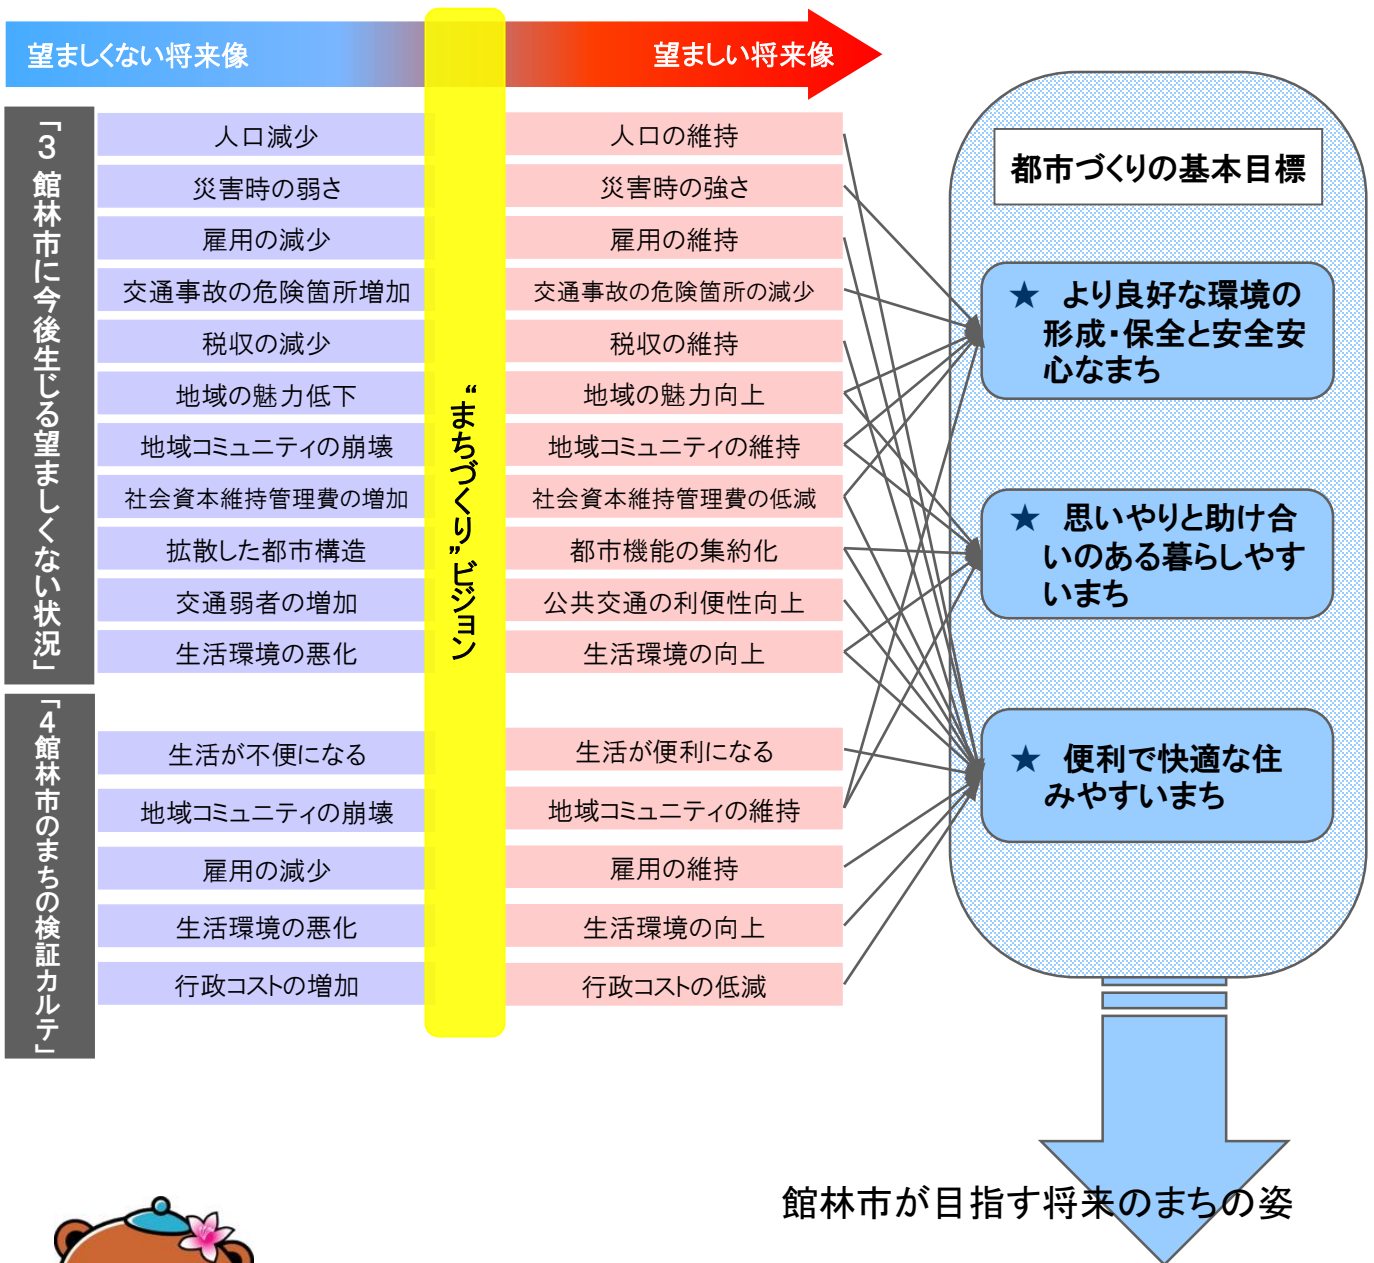 望ましくない将来像
望ましい将来像
「3 館林市に今後生じる望ましくない状況」
人口減少
災害時の弱さ
雇用の減少
交通事故の危険箇所増加
税収の減少
地域の魅力低下
地域コミュニティの崩壊
社会資本維持管理費の増加
拡散した都市構造
交通弱者の増加
生活環境の悪化
「4館林市のまちの検証カルテ」
生活が不便になる
地域コミュニティの崩壊
雇用の減少
生活環境の悪化
行政コストの増加
“まちづくり”ビジョン
人口の維持
災害時の強さ
雇用の維持
交通事故の危険箇所の減少
税収の維持
地域の魅力向上
地域コミュニティの維持
社会資本維持管理費の低減
都市機能の集約化
公共交通の利便性向上
生活環境の向上
生活が便利になる
地域コミュニティの維持
雇用の維持
生活環境の向上
行政コストの低減
都市づくりの基本目標
★ より良好な環境の
形成・保全と安全安
心なまち
★ 思いやりと助け合
いのある暮らしやす
いまち
★ 便利で快適な住
みやすいまち
館林市が目指す将来のまちの姿